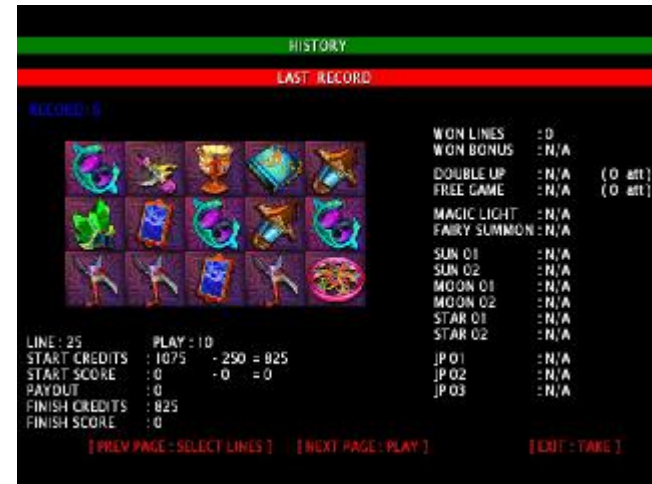 HISTORY
LAST RECORD
RECORD: 6
WON LINES : 0
WON BONUS : N/A
DOUBLE UP : N/A (0 att)
FREE GAME : N/A (0 att)
MAGIC LIGHT : N/A
FAIRY SUMMON : N/A
SUN 01 : N/A
SUN 02 : N/A
MOON 01 : N/A
MOON 02 : N/A
STAR 01 : N/A
STAR 02 : N/A
JP 01 : N/A
JP 02 : N/A
JP 03 : N/A
LINE : 25 PLAY : 10
START CREDITS : 1075 - 250 = 825
START SCORE : 0 - 0 = 0
PAYOUT : 0
FINISH CREDITS : 825
FINISH SCORE : 0
[ PREV PAGE : SELECT LINES ] [ NEXT PAGE : PLAY ] [ EXIT : TAKE ]